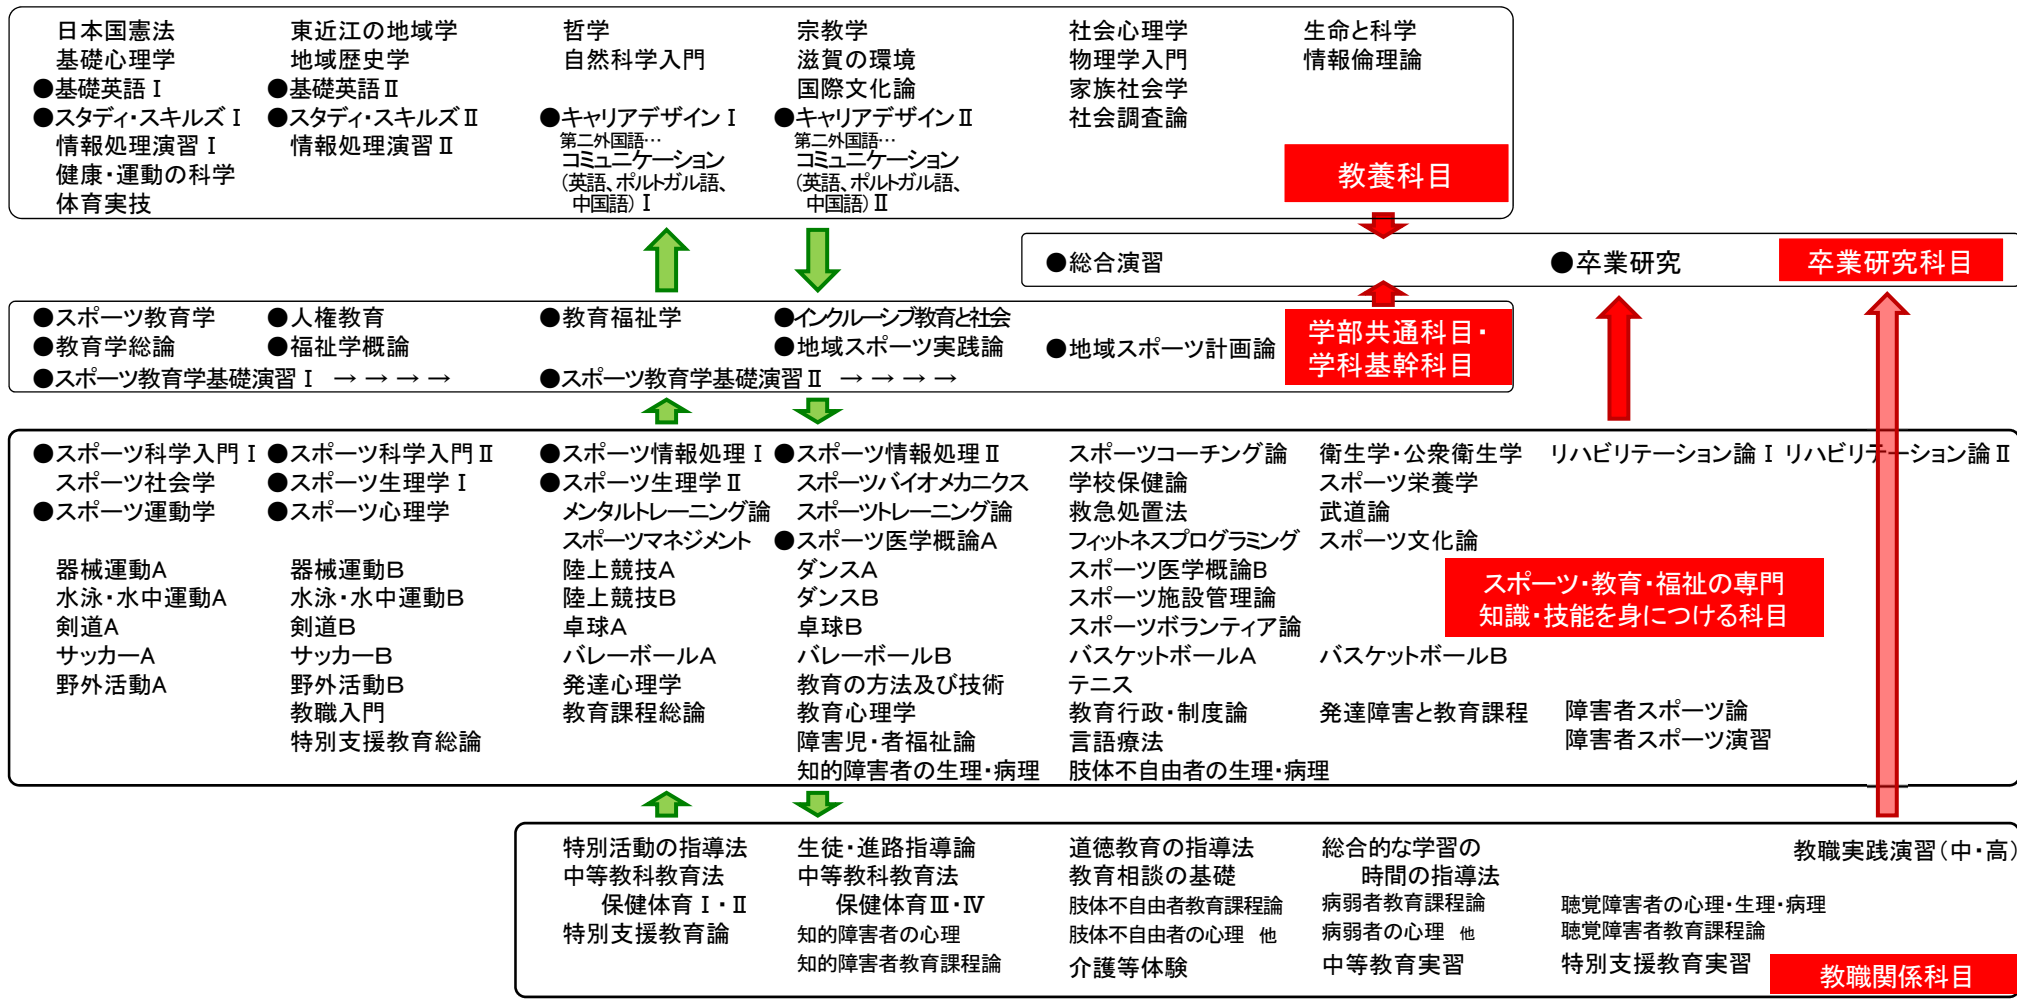 日本国憲法 東近江の地域学 哲学 宗教学 社会心理学 生命と科学
基礎心理学 地域歴史学 自然科学入門 滋賀の環境 物理学入門 情報倫理論
●基礎英語Ⅰ ●基礎英語Ⅱ 国際文化論 家族社会学
●スタディ・スキルズⅠ ●スタディ・スキルズⅡ ●キャリアデザインⅠ ●キャリアデザインⅡ 社会調査論
情報処理演習Ⅰ 情報処理演習Ⅱ 第二外国語… 第二外国語…
コミュニケーション コミュニケーション
健康・運動の科学 (英語、ポルトガル語、 (英語、ポルトガル語、 教養科目
体育実技 中国語)Ⅰ 中国語)Ⅱ
●総合演習 ●卒業研究 卒業研究科目
●スポーツ教育学 ●人権教育 ●教育福祉学 ●インクルーシブ教育と社会 学部共通科目・
●教育学総論 ●福祉学概論 ●地域スポーツ実践論 ●地域スポーツ計画論 学科基幹科目
●スポーツ教育学基礎演習Ⅰ →→→→ ●スポーツ教育学基礎演習Ⅱ →→→→
●スポーツ科学入門Ⅰ ●スポーツ科学入門Ⅱ ●スポーツ情報処理Ⅰ ●スポーツ情報処理Ⅱ スポーツコーチング論 衛生学・公衆衛生学 リハビリテーション論Ⅰ リハビリテーション論Ⅱ
スポーツ社会学 ●スポーツ生理学Ⅰ ●スポーツ生理学Ⅱ スポーツバイオメカニクス 学校保健論 スポーツ栄養学
●スポーツ運動学 ●スポーツ心理学 メンタルトレーニング論 スポーツトレーニング論 救急処置法 武道論
スポーツマネジメント ●スポーツ医学概論A フィットネスプログラミング スポーツ文化論
器械運動A 器械運動B 陸上競技A ダンスA スポーツ医学概論B スポーツ・教育・福祉の専門
水泳・水中運動A 水泳・水中運動B 陸上競技B ダンスB スポーツ施設管理論 知識・技能を身につける科目
剣道A 剣道B 卓球A 卓球B スポーツボランティア論
サッカーA サッカーB バレーボールA バレーボールB バスケットボールA バスケットボールB
野外活動A 野外活動B 発達心理学 教育の方法及び技術 テニス
教職入門 教育課程総論 教育心理学 教育行政・制度論 発達障害と教育課程 障害者スポーツ論
特別支援教育総論 障害児・者福祉論 言語療法 障害者スポーツ演習
知的障害者の生理・病理 肢体不自由者の生理・病理
特別活動の指導法 生徒・進路指導論 道徳教育の指導法 総合的な学習の 教職実践演習(中・高)
中等教科教育法 中等教科教育法 教育相談の基礎 時間の指導法
保健体育Ⅰ・Ⅱ 保健体育Ⅲ・Ⅳ 肢体不自由者教育課程論 病弱者教育課程論 聴覚障害者の心理・生理・病理
特別支援教育論 知的障害者の心理 肢体不自由者の心理 他 病弱者の心理 他 聴覚障害者教育課程論
知的障害者教育課程論 介護等体験 中等教育実習 特別支援教育実習 教職関係科目